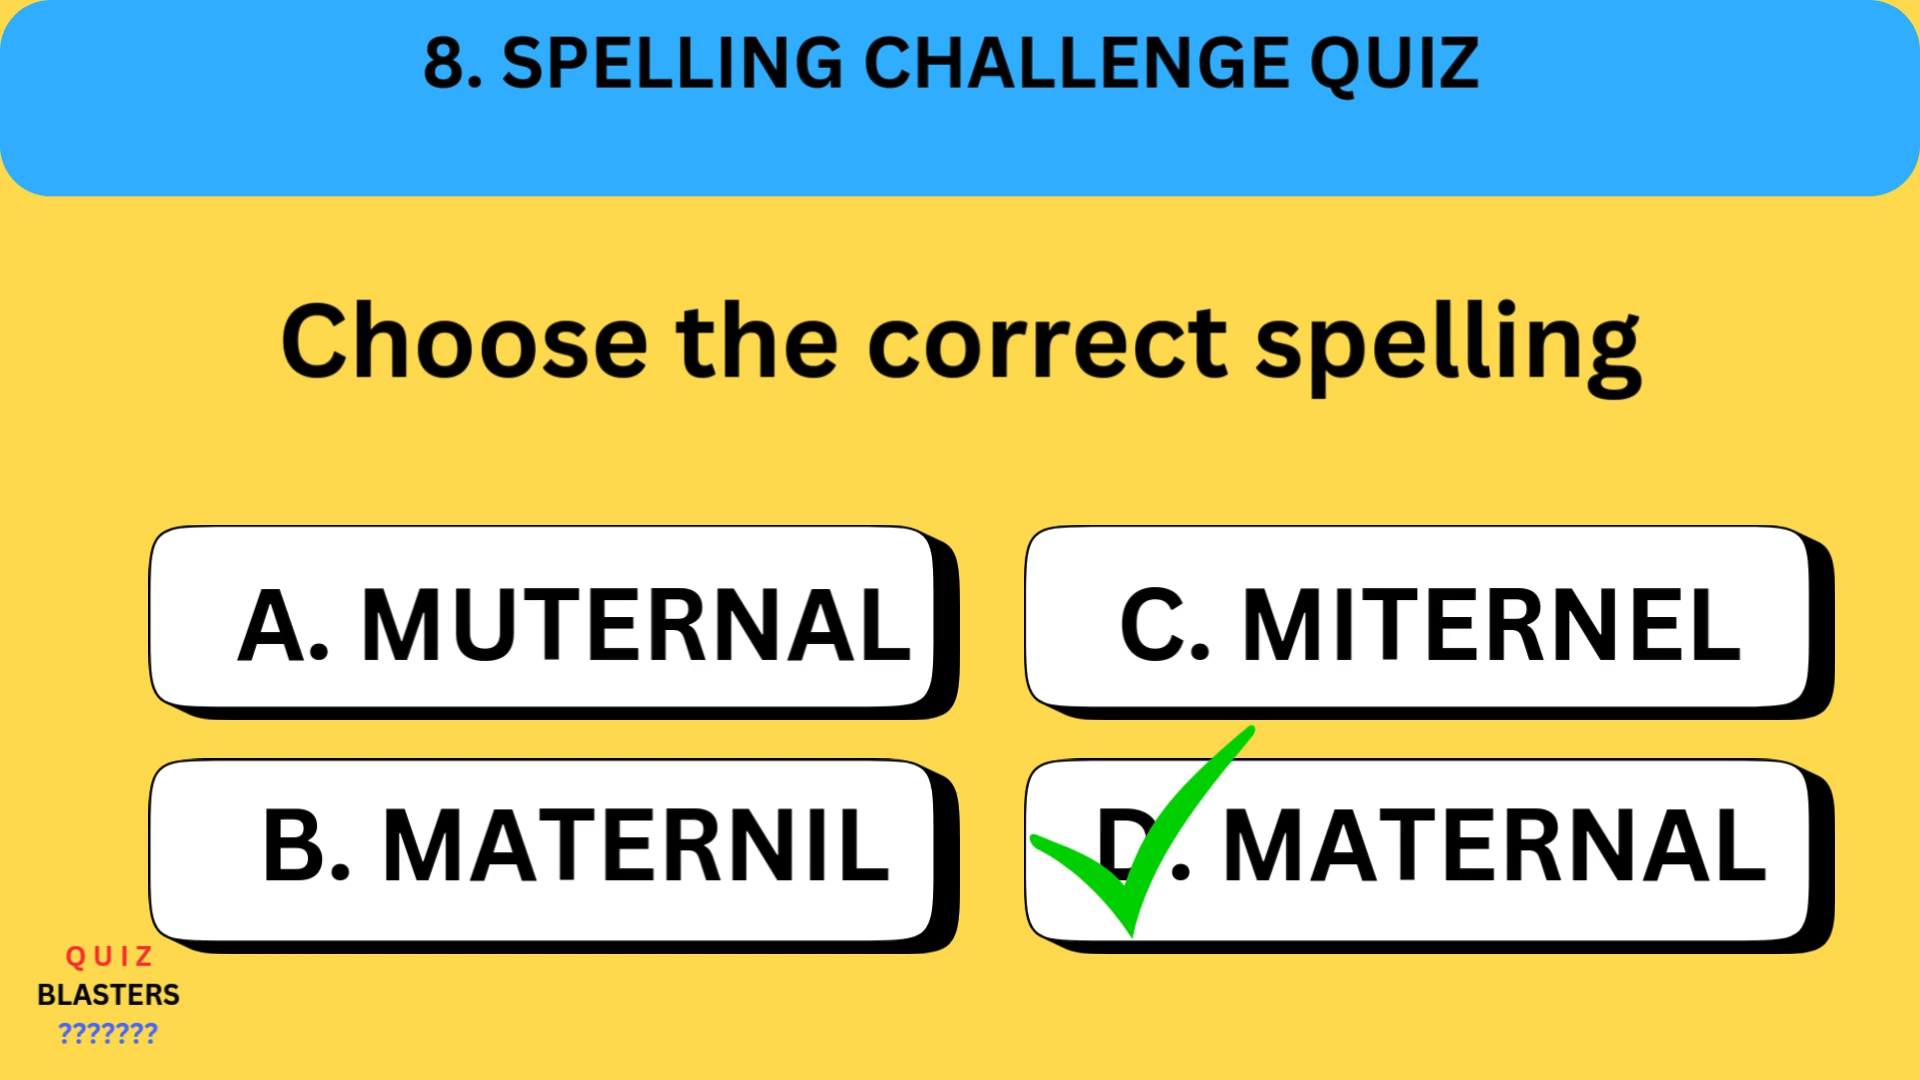 8. SPELLING CHALLENGE QUIZ
Choose the correct spelling
A. MUTERNAL
C. MITERNEL
B. MATERNIL
D. MATERNAL
QUIZ
BLASTERS
???????